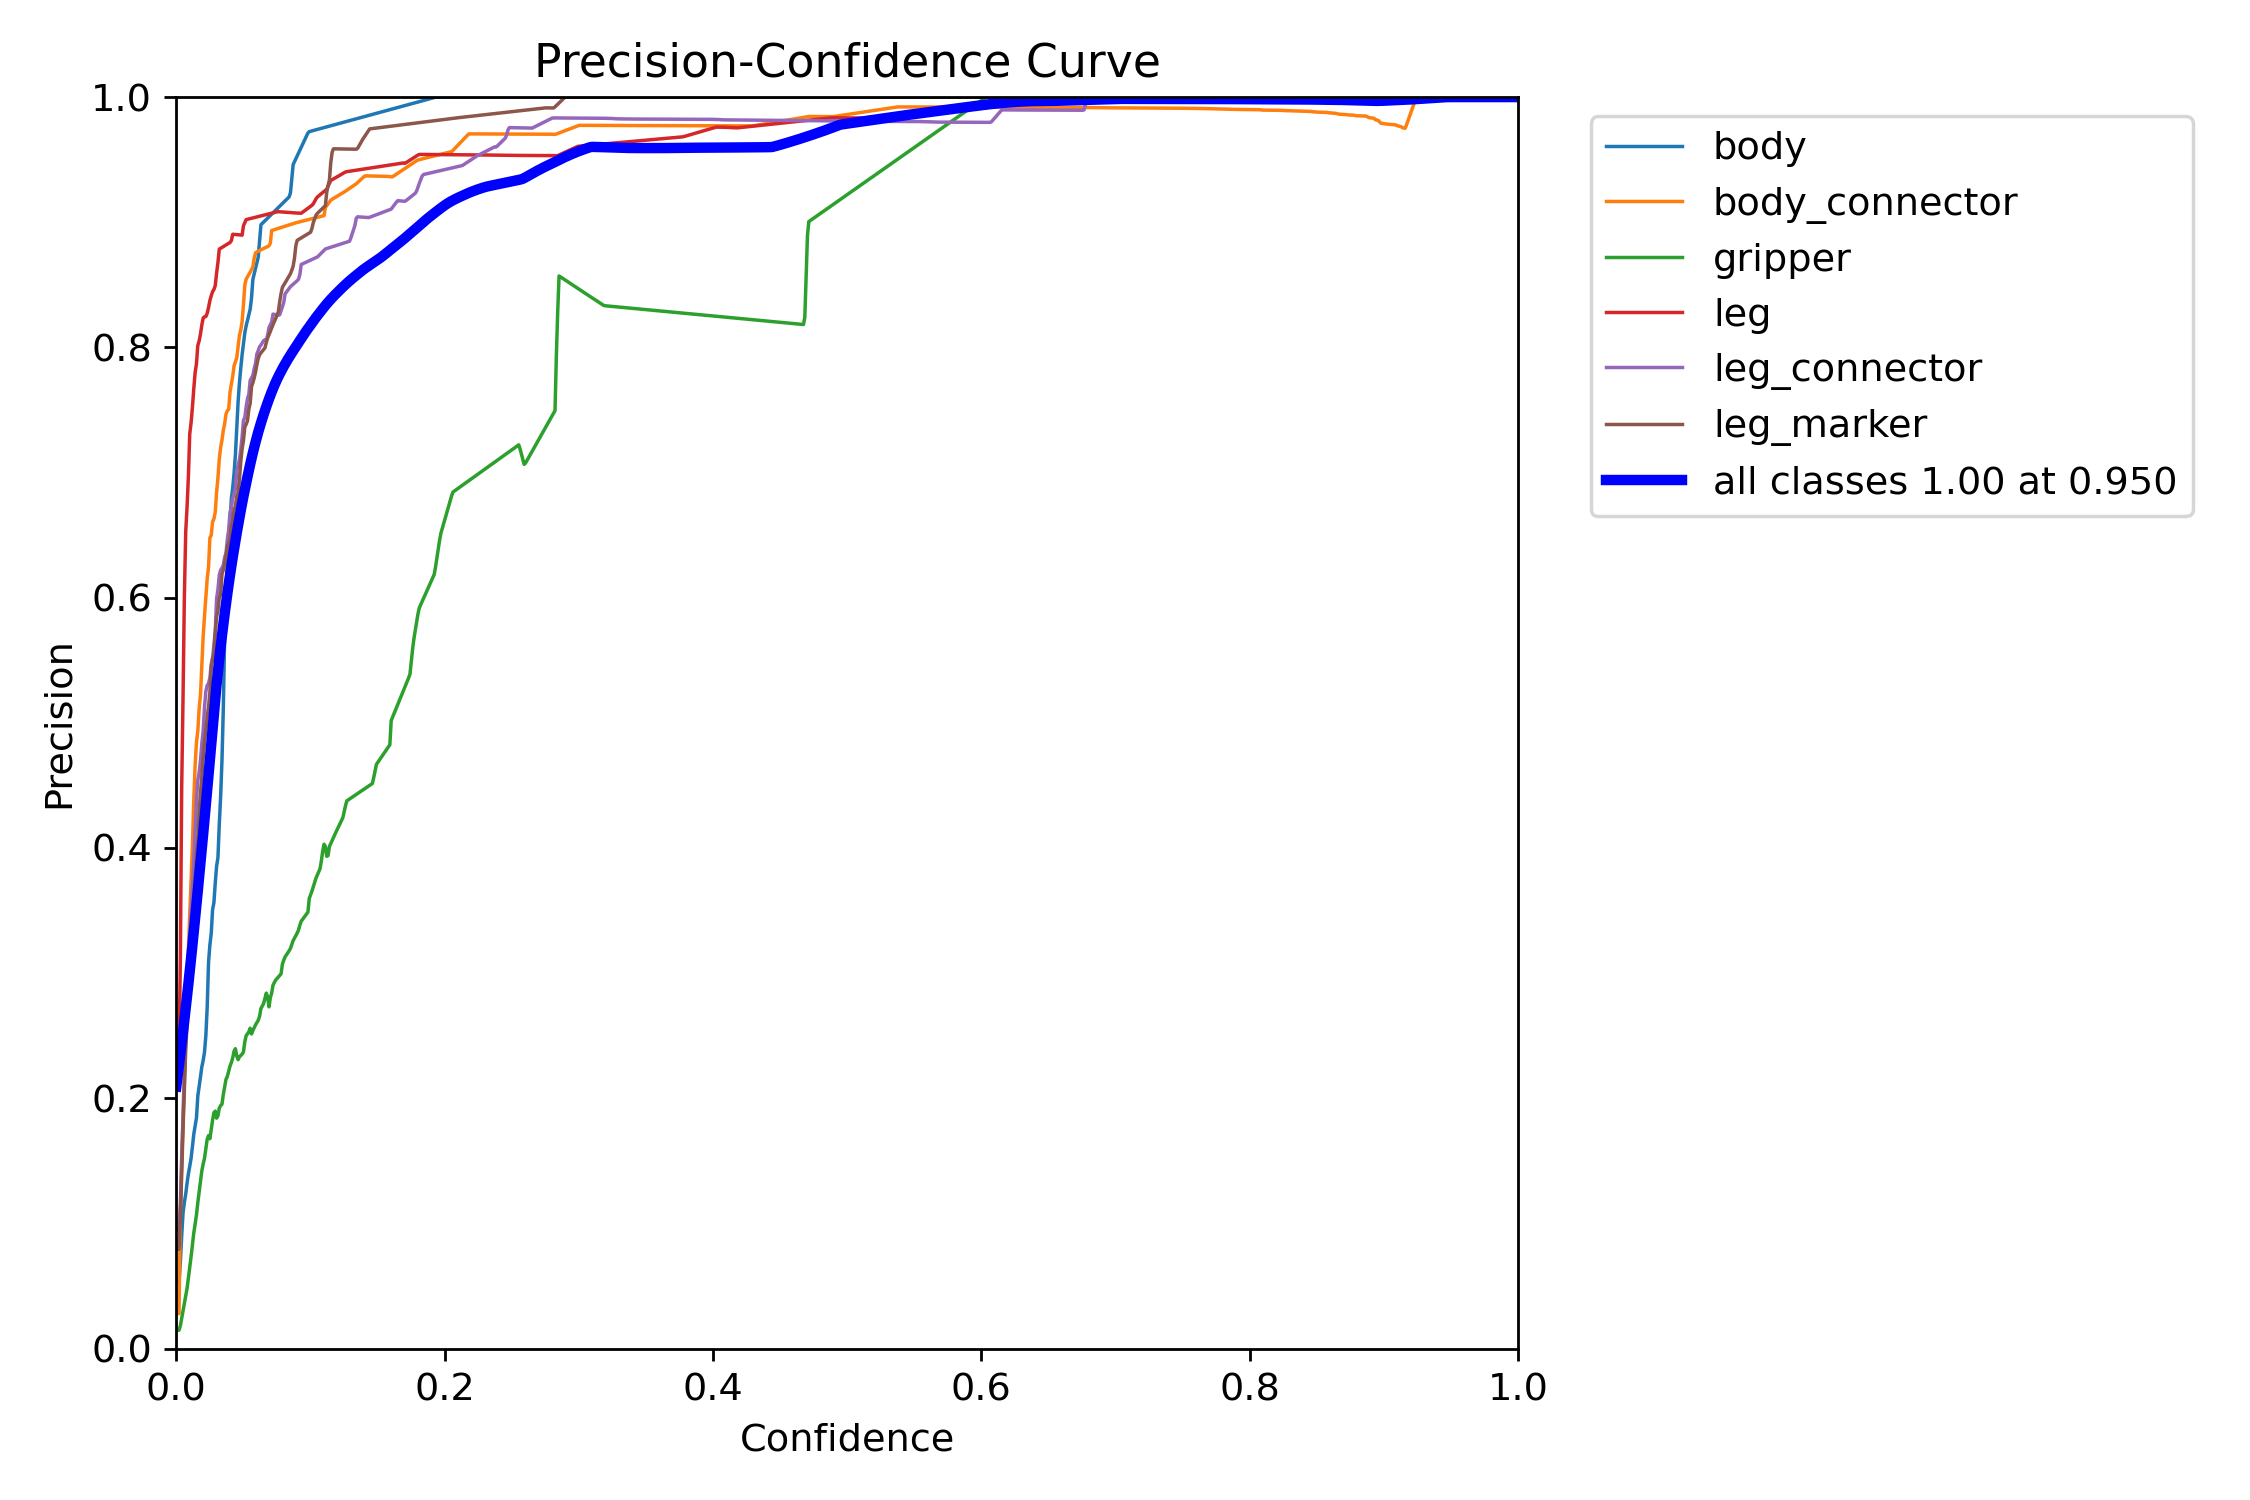 Precision-Confidence Curve
1.0
0.8
0.6
0.4
0.2
0.0
Precision
0.0 0.2 0.4 0.6 0.8 1.0
Confidence
body
body_connector
gripper
leg
leg_connector
leg_marker
all classes 1.00 at 0.950